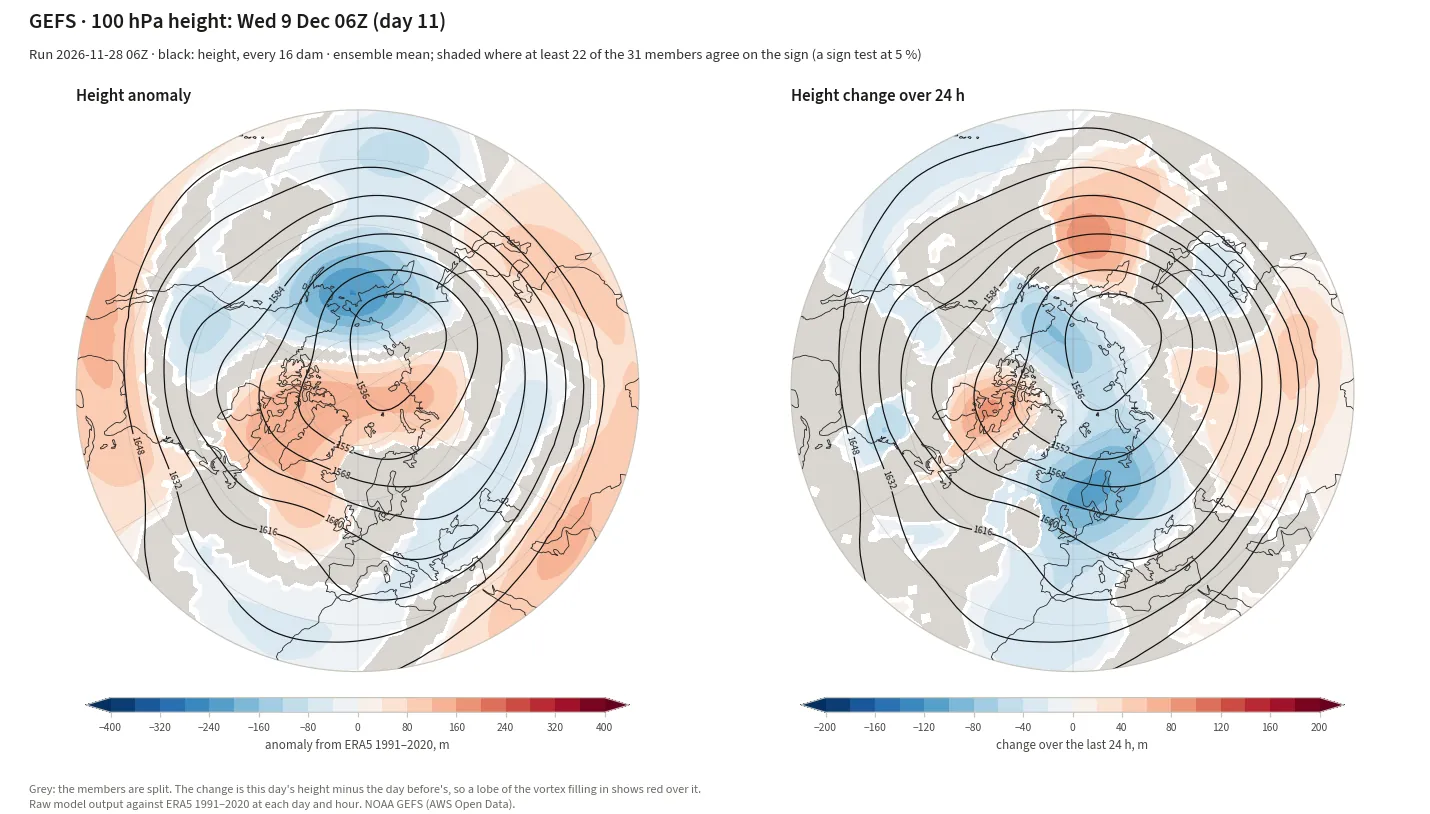 GEFS · 100 hPa height: Wed 9 Dec 06Z (day 11)
Run 2026-11-28 06Z · black: height, every 16 dam · ensemble mean; shaded where at least 22 of the 31 members agree on the sign (a sign test at 5 %)
Height anomaly
Height change over 24 h
1584
1536
1552
1568
1600
1616
1632
1648
1584
1536
1552
1568
1600
1616
1632
1648
−400 −320 −240 −160 −80 0 80 160 240 320 400
anomaly from ERA5 1991–2020, m
−200 −160 −120 −80 −40 0 40 80 120 160 200
change over the last 24 h, m
Grey: the members are split. The change is this day's height minus the day before's, so a lobe of the vortex filling in shows red over it.
Raw model output against ERA5 1991–2020 at each day and hour. NOAA GEFS (AWS Open Data).